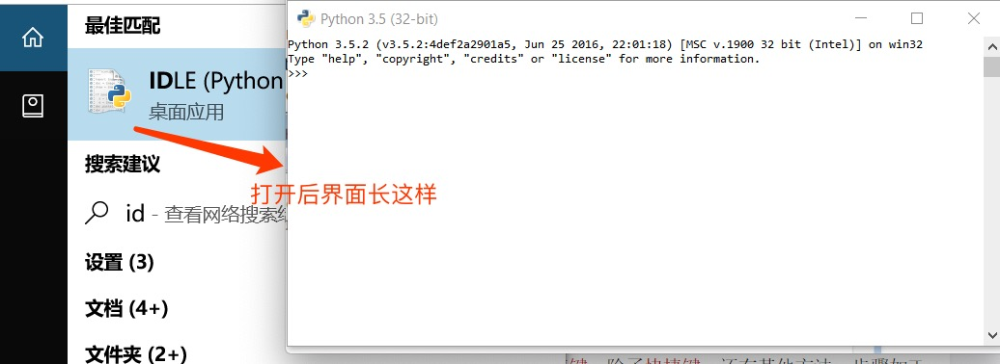 最佳匹配
IDLE (Python
桌面应用
搜索建议
id - 查看网络搜索结
设置 (3)
文档 (4+)
文件夹 (2+)
打开后界面长这样
Python 3.5 (32-bit)
Python 3.5.2 (v3.5.2:4def2a2901a5, Jun 25 2016, 22:01:18) [MSC v.1900 32 bit (Intel)] on win32
Type "help", "copyright", "credits" or "license" for more information.
>>>